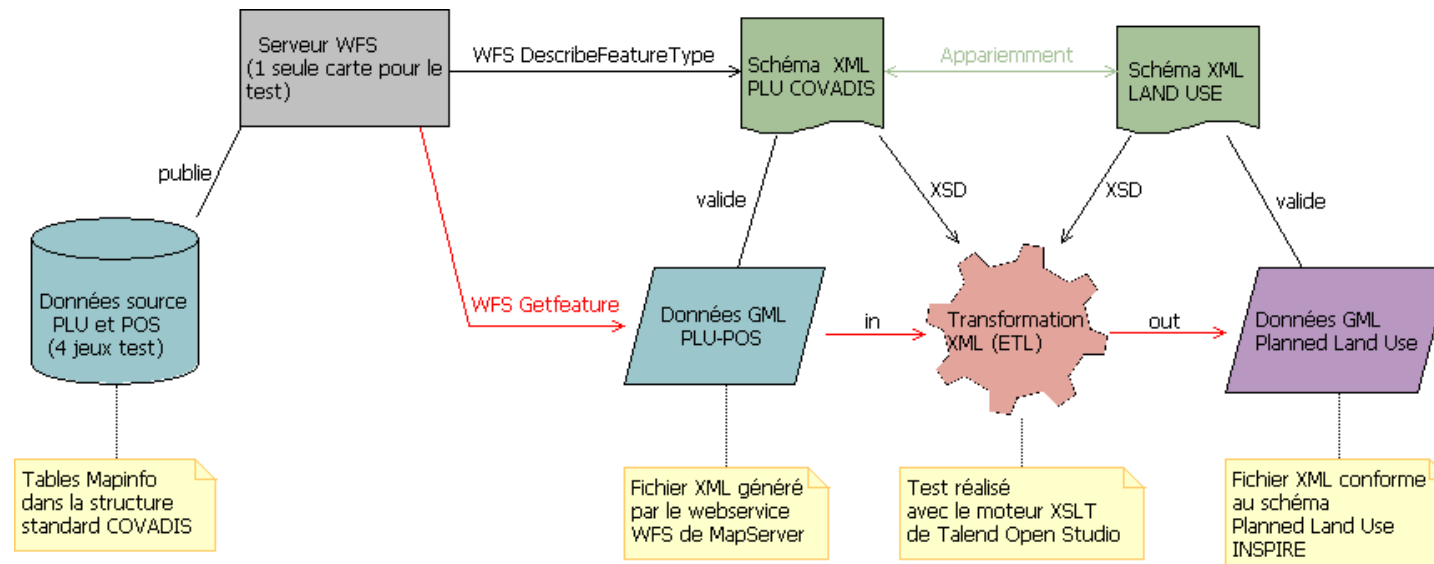 Serveur WFS
(1 seule carte pour le
test)
WFS DescribeFeatureType
Schéma XML
PLU COVADIS
Appariemment
Schéma XML
LAND USE
publie
valide
XSD
XSD
valide
Données source
PLU et POS
(4 jeux test)
WFS Getfeature
Données GML
PLU-POS
in
Transformation
XML (ETL)
out
Données GML
Planned Land Use
Tables Mapinfo
dans la structure
standard COVADIS
Fichier XML généré
par le webservice
WFS de MapServer
Test réalisé
avec le moteur XSLT
de Talend Open Studio
Fichier XML conforme
au schéma
Planned Land Use
INSPIRE